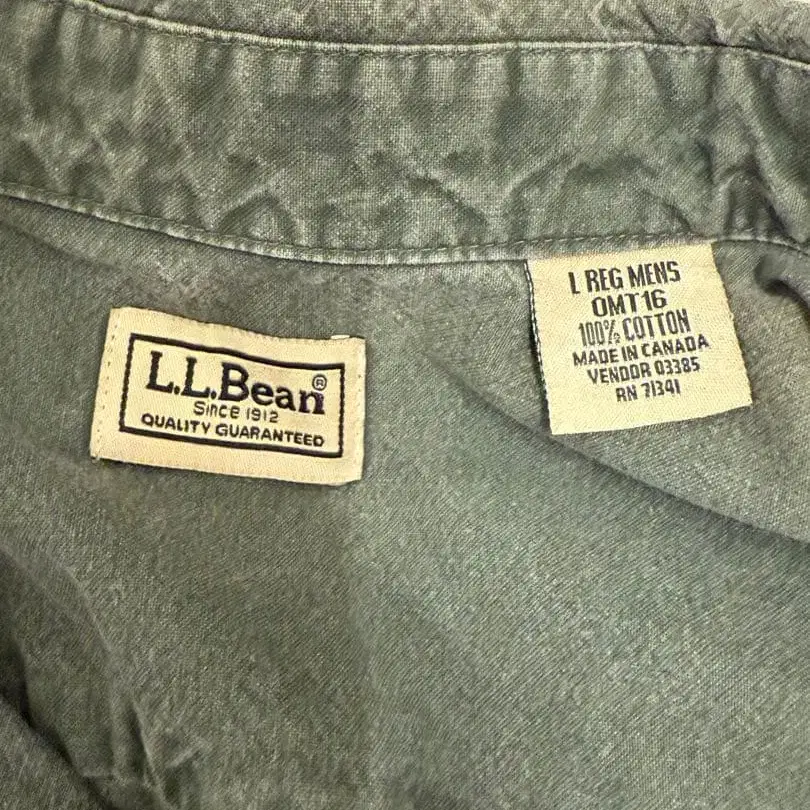 L.L.Bean®
Since 1912
QUALITY GUARANTEED
L REG MENS
OMT16
100% COTTON
MADE IN CANADA
VENDOR 03385
RN 71341